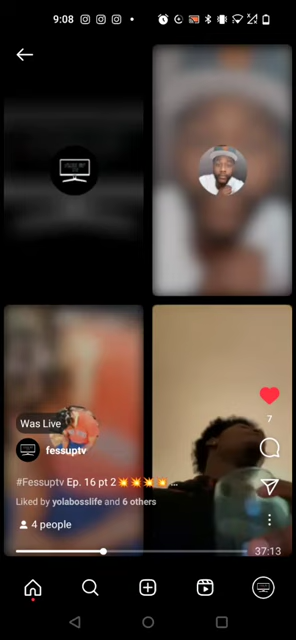 9:08
Was Live
fessuptv
#Fessuptv Ep. 16 pt 2💥💥💥💥 ...
Liked by yolabosslife and 6 others
4 people
7
37:13